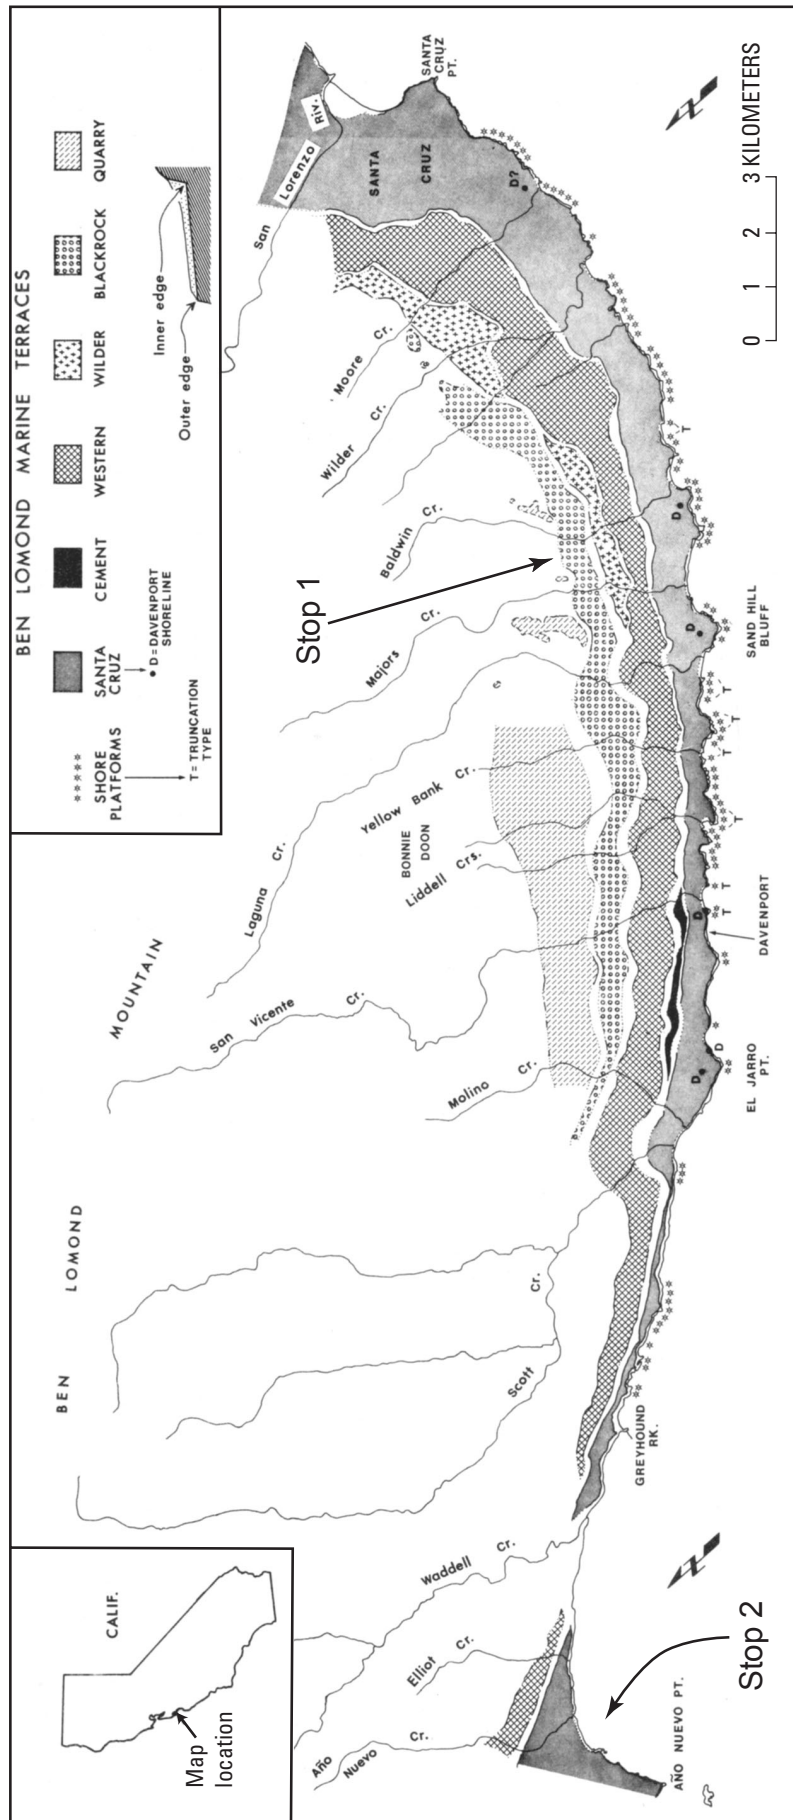 BEN LOMOND MARINE TERRACES
SHORE
PLATFORMS
SANTA
CRUZ
CEMENT
WESTERN
WILDER
BLACKROCK
QUARRY
T = TRUNCATION
TYPE
D = DAVENPORT
SHORELINE
Inner edge
Outer edge
CALIF.
Map
location
BEN
LOMOND
MOUNTAIN
Año
Nuevo
Cr.
Elliot
Cr.
Waddell
Cr.
Scott
Cr.
Molino
Cr.
San
Vicente
Cr.
Laguna
Cr.
Liddell
Crs.
BONNIE
DOON
Yellow Bank
Cr.
Majors
Cr.
Stop 1
Baldwin
Cr.
Wilder
Cr.
Moore
Cr.
San
Lorenzo
Riv.
SANTA
CRUZ
SANTA
CRUZ
PT.
D?
D
D
D
D
D
T
T
T
T
T
T
T
Stop 2
AÑO NUEVO PT.
GREYHOUND
RK.
EL JARRO
PT.
DAVENPORT
SAND HILL
BLUFF
0 1 2 3 KILOMETERS